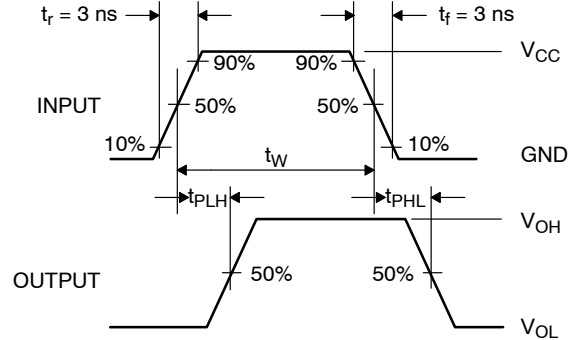 tr = 3 ns
tf = 3 ns
VCC
90%
90%
INPUT
50%
50%
10%
10%
GND
tW
tPLH
tPHL
VOH
OUTPUT
50%
50%
VOL